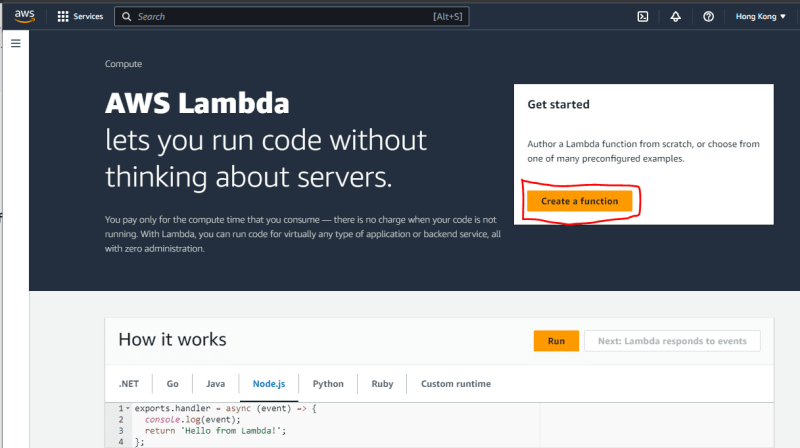 aws
Services
Search
[Alt+S]
Hong Kong
Compute
AWS Lambda
lets you run code without
thinking about servers.
You pay only for the compute time that you consume — there is no charge when your code is not
running. With Lambda, you can run code for virtually any type of application or backend service, all
with zero administration.
Get started
Author a Lambda function from scratch, or choose from
one of many preconfigured examples.
Create a function
How it works
Run
Next: Lambda responds to events
.NET
Go
Java
Node.js
Python
Ruby
Custom runtime
1 exports.handler = async (event) => {
2 console.log(event);
3 return 'Hello from Lambda!';
4 };